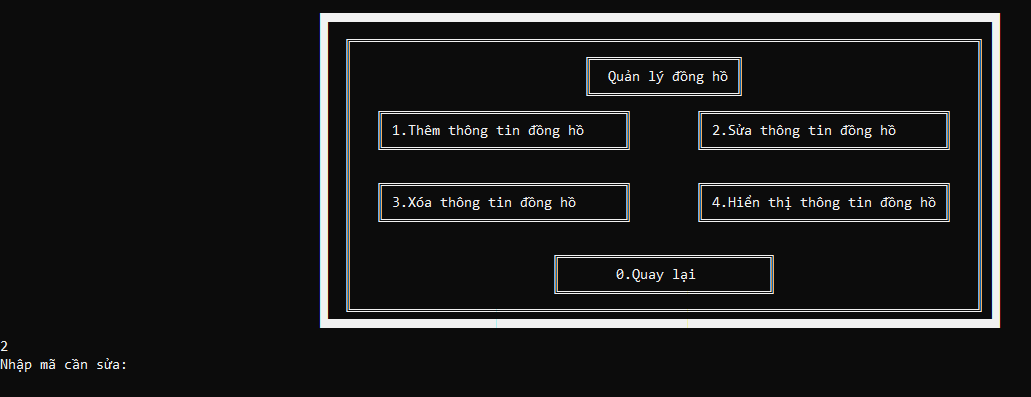 Quản lý đồng hồ
1.Thêm thông tin đồng hồ
2.Sửa thông tin đồng hồ
3.Xóa thông tin đồng hồ
4.Hiển thị thông tin đồng hồ
0.Quay lại
2
Nhập mã cần sửa: